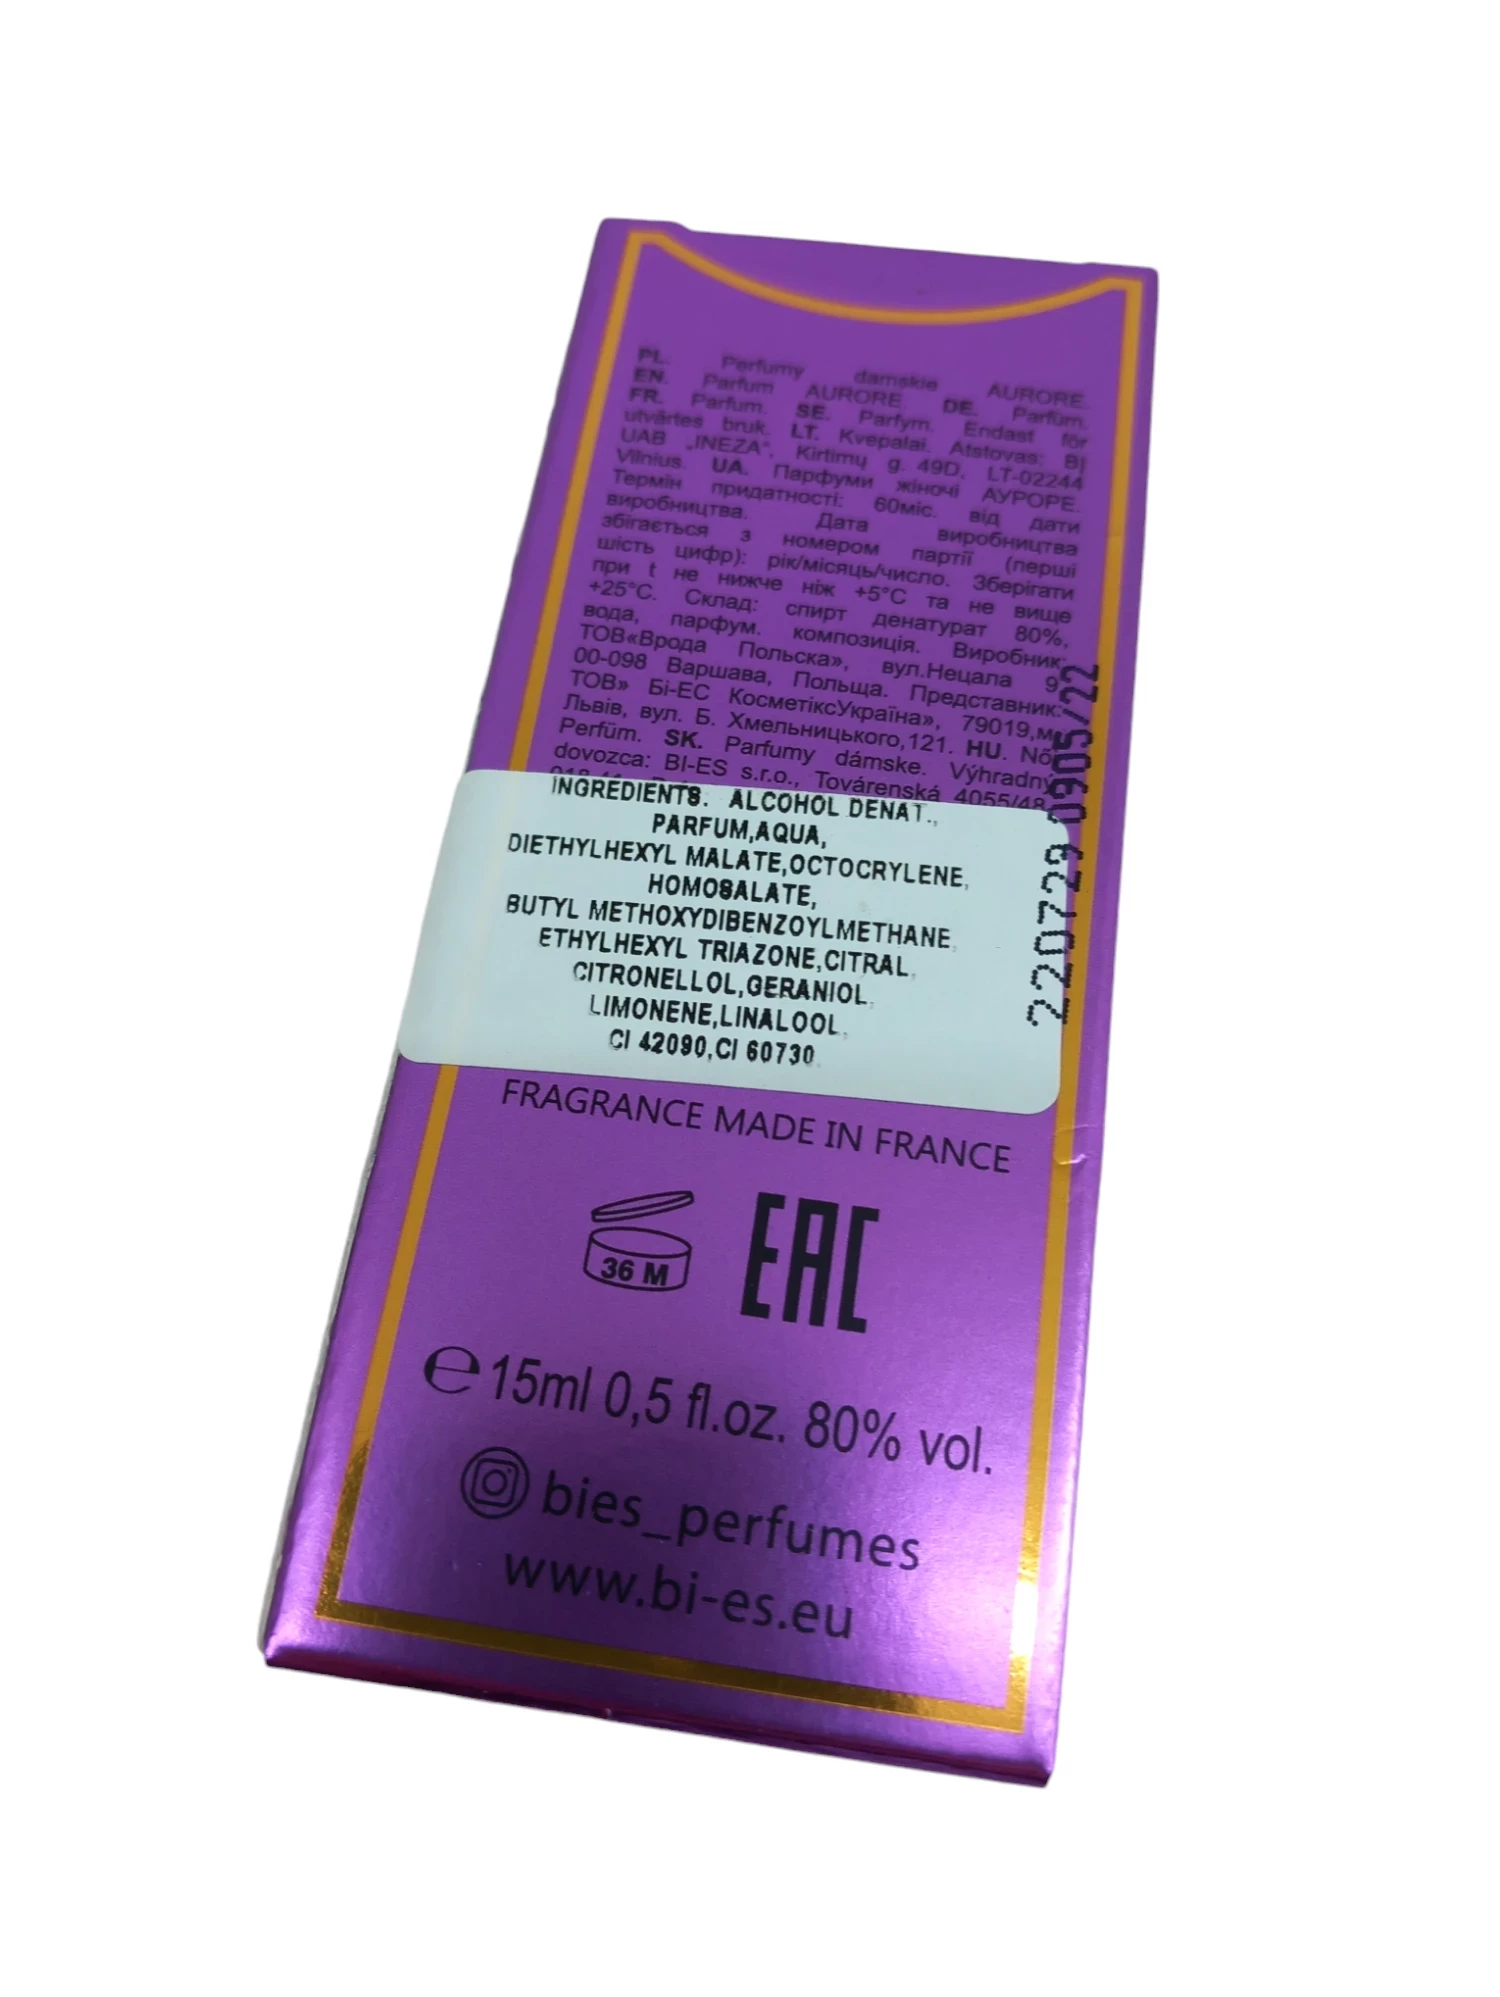 PL. Perfumy damskie AURORE.
EN. Parfum AURORE. DE. Parfüm.
FR. Parfum. SE. Parfym. Endast för
utvärtes bruk. LT. Kvepalai. Atstovas: BĮ
UAB „INEZA", Kirtimų g. 49D, LT-02244
Vilnius. UA. Парфуми жіночі АУРОРЕ.
Термін придатності: 60міс. від дати
виробництва. Дата виробництва
збігається з номером партії (перші
шість цифр): рік/місяць/число. Зберігати
при t не нижче ніж +5°C та не вище
+25°C. Склад: спирт денатурат 80%,
вода, парфум. композиція. Виробник:
ТОВ«Врода Польска», вул.Нецала 9
00-098 Варшава, Польща. Представник:
ТОВ» Бі-ЕС КосметіксУкраїна», 79019,м.
Львів, вул. Б. Хмельницького,121. HU. Női
Perfüm. SK. Parfumy dámske. Výhradný
dovozca: BI-ES s.r.o., Továrenská 4055/48,
INGREDIENTS. ALCOHOL DENAT.,
PARFUM,AQUA,
DIETHYLHEXYL MALATE,OCTOCRYLENE,
HOMOSALATE,
BUTYL METHOXYDIBENZOYLMETHANE,
ETHYLHEXYL TRIAZONE,CITRAL,
CITRONELLOL,GERANIOL,
LIMONENE,LINALOOL,
CI 42090,CI 60730
220729 0905/22
FRAGRANCE MADE IN FRANCE
36 M
EAC
℮ 15ml 0,5 fl.oz. 80% vol.
bies_perfumes
www.bi-es.eu